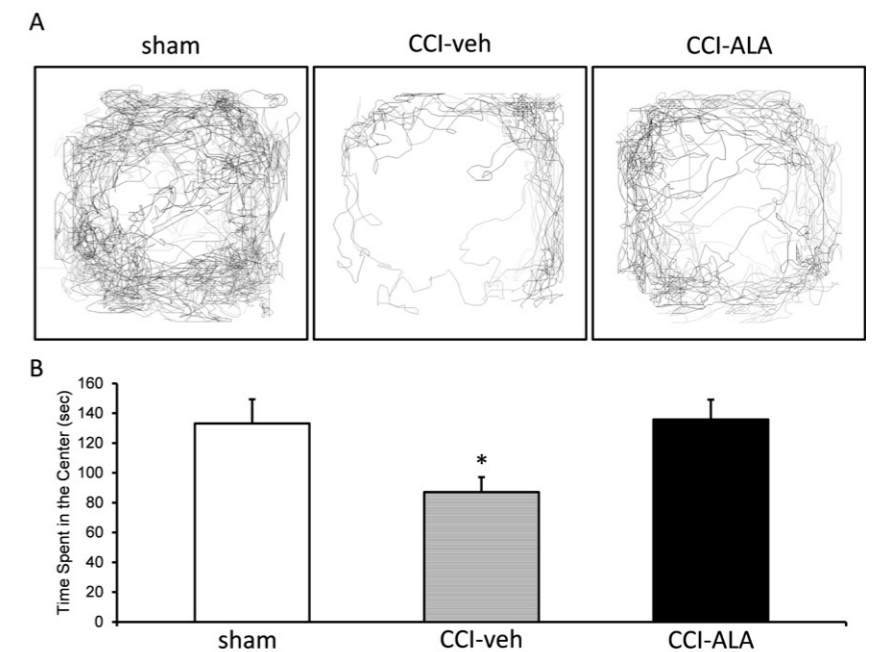 A
sham CCI-veh CCI-ALA
B
Time Spent in the Center (sec)
160
140
120
100
80
60
40
20
0
*
sham CCI-veh CCI-ALA